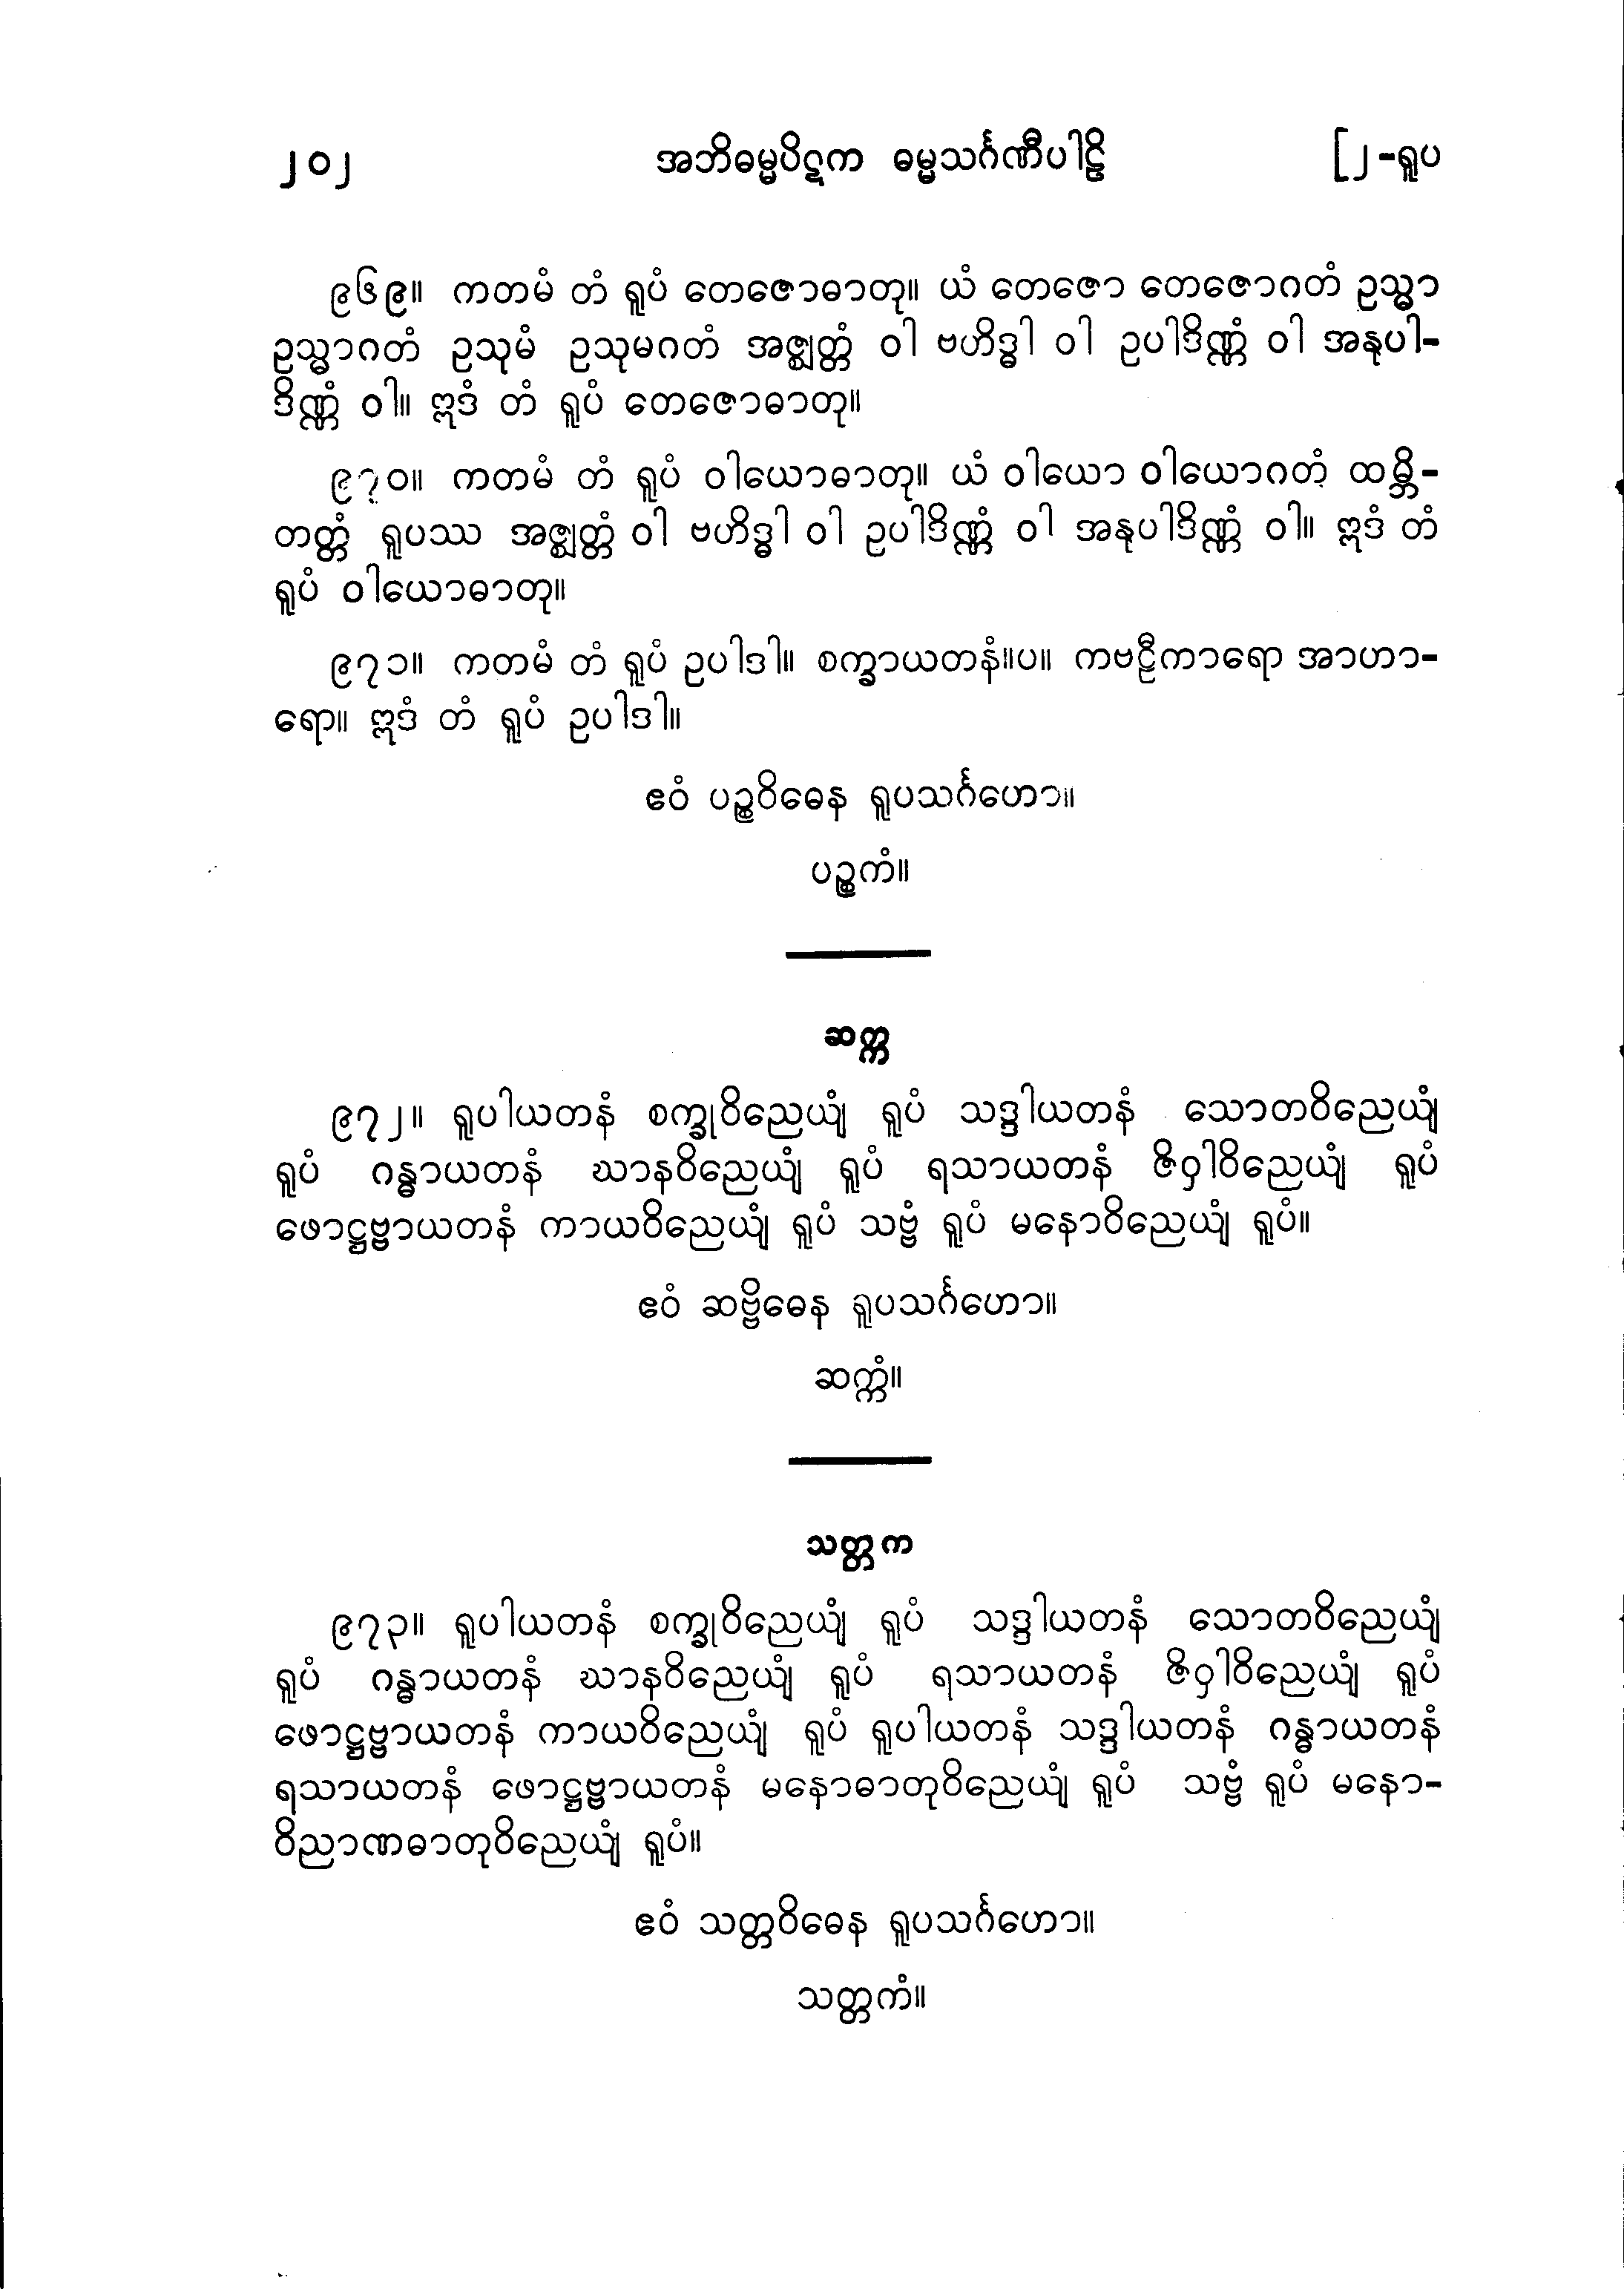 ၂၀၂ အဘိဓမ္မပိဋက ဓမ္မသင်္ဂဏီပါဠိ [၂-ရူပ
၉၆၉။ ကတမံ တံ ရူပံ တေဇောဓာတု။ ယံ တေဇော တေဇောဂတံ ဥသ္မာ
ဥသ္မာဂတံ ဥသုမံ ဥသုမဂတံ အဇ္ဈတ္တံ ဝါ ဗဟိဒ္ဓါ ဝါ ဥပါဒိဏ္ဏံ ဝါ အနုပါ-
ဒိဏ္ဏံ ဝါ။ ဣဒံ တံ ရူပံ တေဇောဓာတု။
၉၇၀။ ကတမံ တံ ရူပံ ဝါယောဓာတု။ ယံ ဝါယော ဝါယောဂတံ ထမ္ဘိ-
တတ္တံ ရူပဿ အဇ္ဈတ္တံ ဝါ ဗဟိဒ္ဓါ ဝါ ဥပါဒိဏ္ဏံ ဝါ အနုပါဒိဏ္ဏံ ဝါ။ ဣဒံ တံ
ရူပံ ဝါယောဓာတု။
၉၇၁။ ကတမံ တံ ရူပံ ဥပါဒါ။ စက္ခာယတနံ။ပ။ ကဗဠီကာရော အာဟာ-
ရော။ ဣဒံ တံ ရူပံ ဥပါဒါ။
ဧဝံ ပဉ္စဝိဓေန ရူပသင်္ဂဟော။
ပဉ္စကံ။
ဆက္က
၉၇၂။ ရူပါယတနံ စက္ခုဝိညေယျံ ရူပံ သဒ္ဒါယတနံ သောတဝိညေယျံ
ရူပံ ဂန္ဓာယတနံ ဃာနဝိညေယျံ ရူပံ ရသာယတနံ ဇိဝှါဝိညေယျံ ရူပံ
ဖောဋ္ဌဗ္ဗာယတနံ ကာယဝိညေယျံ ရူပံ သဗ္ဗံ ရူပံ မနောဝိညေယျံ ရူပံ။
ဧဝံ ဆဗ္ဗိဓေန ရူပသင်္ဂဟော။
ဆက္ကံ။
သတ္တက
၉၇၃။ ရူပါယတနံ စက္ခုဝိညေယျံ ရူပံ သဒ္ဒါယတနံ သောတဝိညေယျံ
ရူပံ ဂန္ဓာယတနံ ဃာနဝိညေယျံ ရူပံ ရသာယတနံ ဇိဝှါဝိညေယျံ ရူပံ
ဖောဋ္ဌဗ္ဗာယတနံ ကာယဝိညေယျံ ရူပံ ရူပါယတနံ သဒ္ဒါယတနံ ဂန္ဓာယတနံ
ရသာယတနံ ဖောဋ္ဌဗ္ဗာယတနံ မနောဓာတုဝိညေယျံ ရူပံ သဗ္ဗံ ရူပံ မနော-
ဝိညာဏဓာတုဝိညေယျံ ရူပံ။
ဧဝံ သတ္တဝိဓေန ရူပသင်္ဂဟော။
သတ္တကံ။